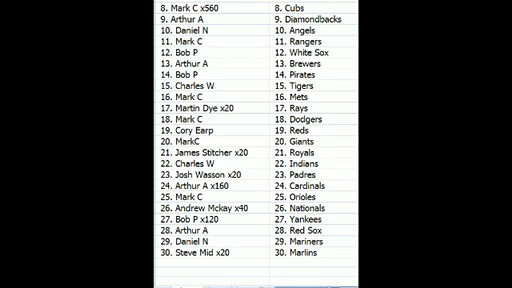 8. Mark C x560 8. Cubs
9. Arthur A 9. Diamondbacks
10. Daniel N 10. Angels
11. Mark C 11. Rangers
12. Bob P 12. White Sox
13. Arthur A 13. Brewers
14. Bob P 14. Pirates
15. Charles W 15. Tigers
16. Mark C 16. Mets
17. Martin Dye x20 17. Rays
18. Mark C 18. Dodgers
19. Cory Earp 19. Reds
20. MarkC 20. Giants
21. James Stitcher x20 21. Royals
22. Charles W 22. Indians
23. Josh Wasson x20 23. Padres
24. Arthur A x160 24. Cardinals
25. Mark C 25. Orioles
26. Andrew Mckay x40 26. Nationals
27. Bob P x120 27. Yankees
28. Arthur A 28. Red Sox
29. Daniel N 29. Mariners
30. Steve Mid x20 30. Marlins